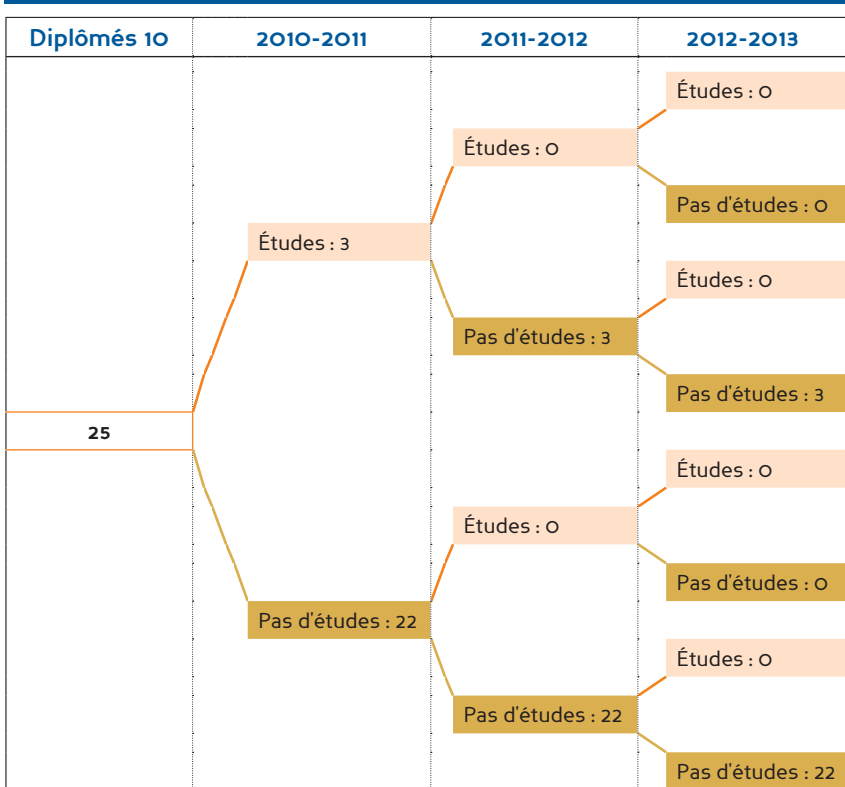 Diplômés 10 2010-2011 2011-2012 2012-2013
Études : 0
Études : 0
Pas d'études : 0
Études : 3
Études : 0
Pas d'études : 3
Pas d'études : 3
25
Études : 0
Études : 0
Pas d'études : 0
Pas d'études : 22
Études : 0
Pas d'études : 22
Pas d'études : 22